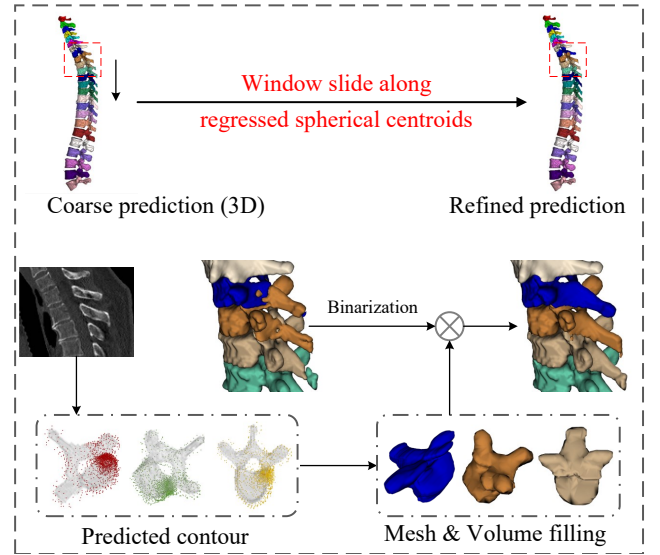 Window slide along
regressed spherical centroids
Coarse prediction (3D)
Refined prediction
Binarization
Predicted contour
Mesh & Volume filling